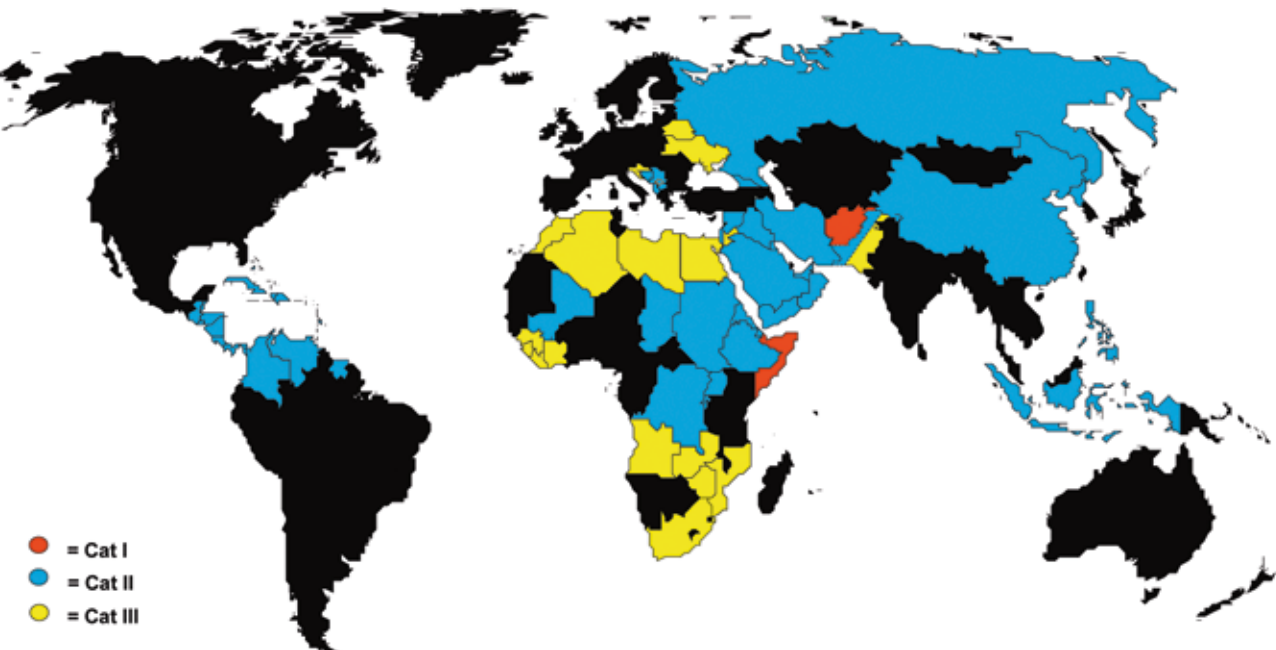 = Cat I
= Cat II
= Cat III